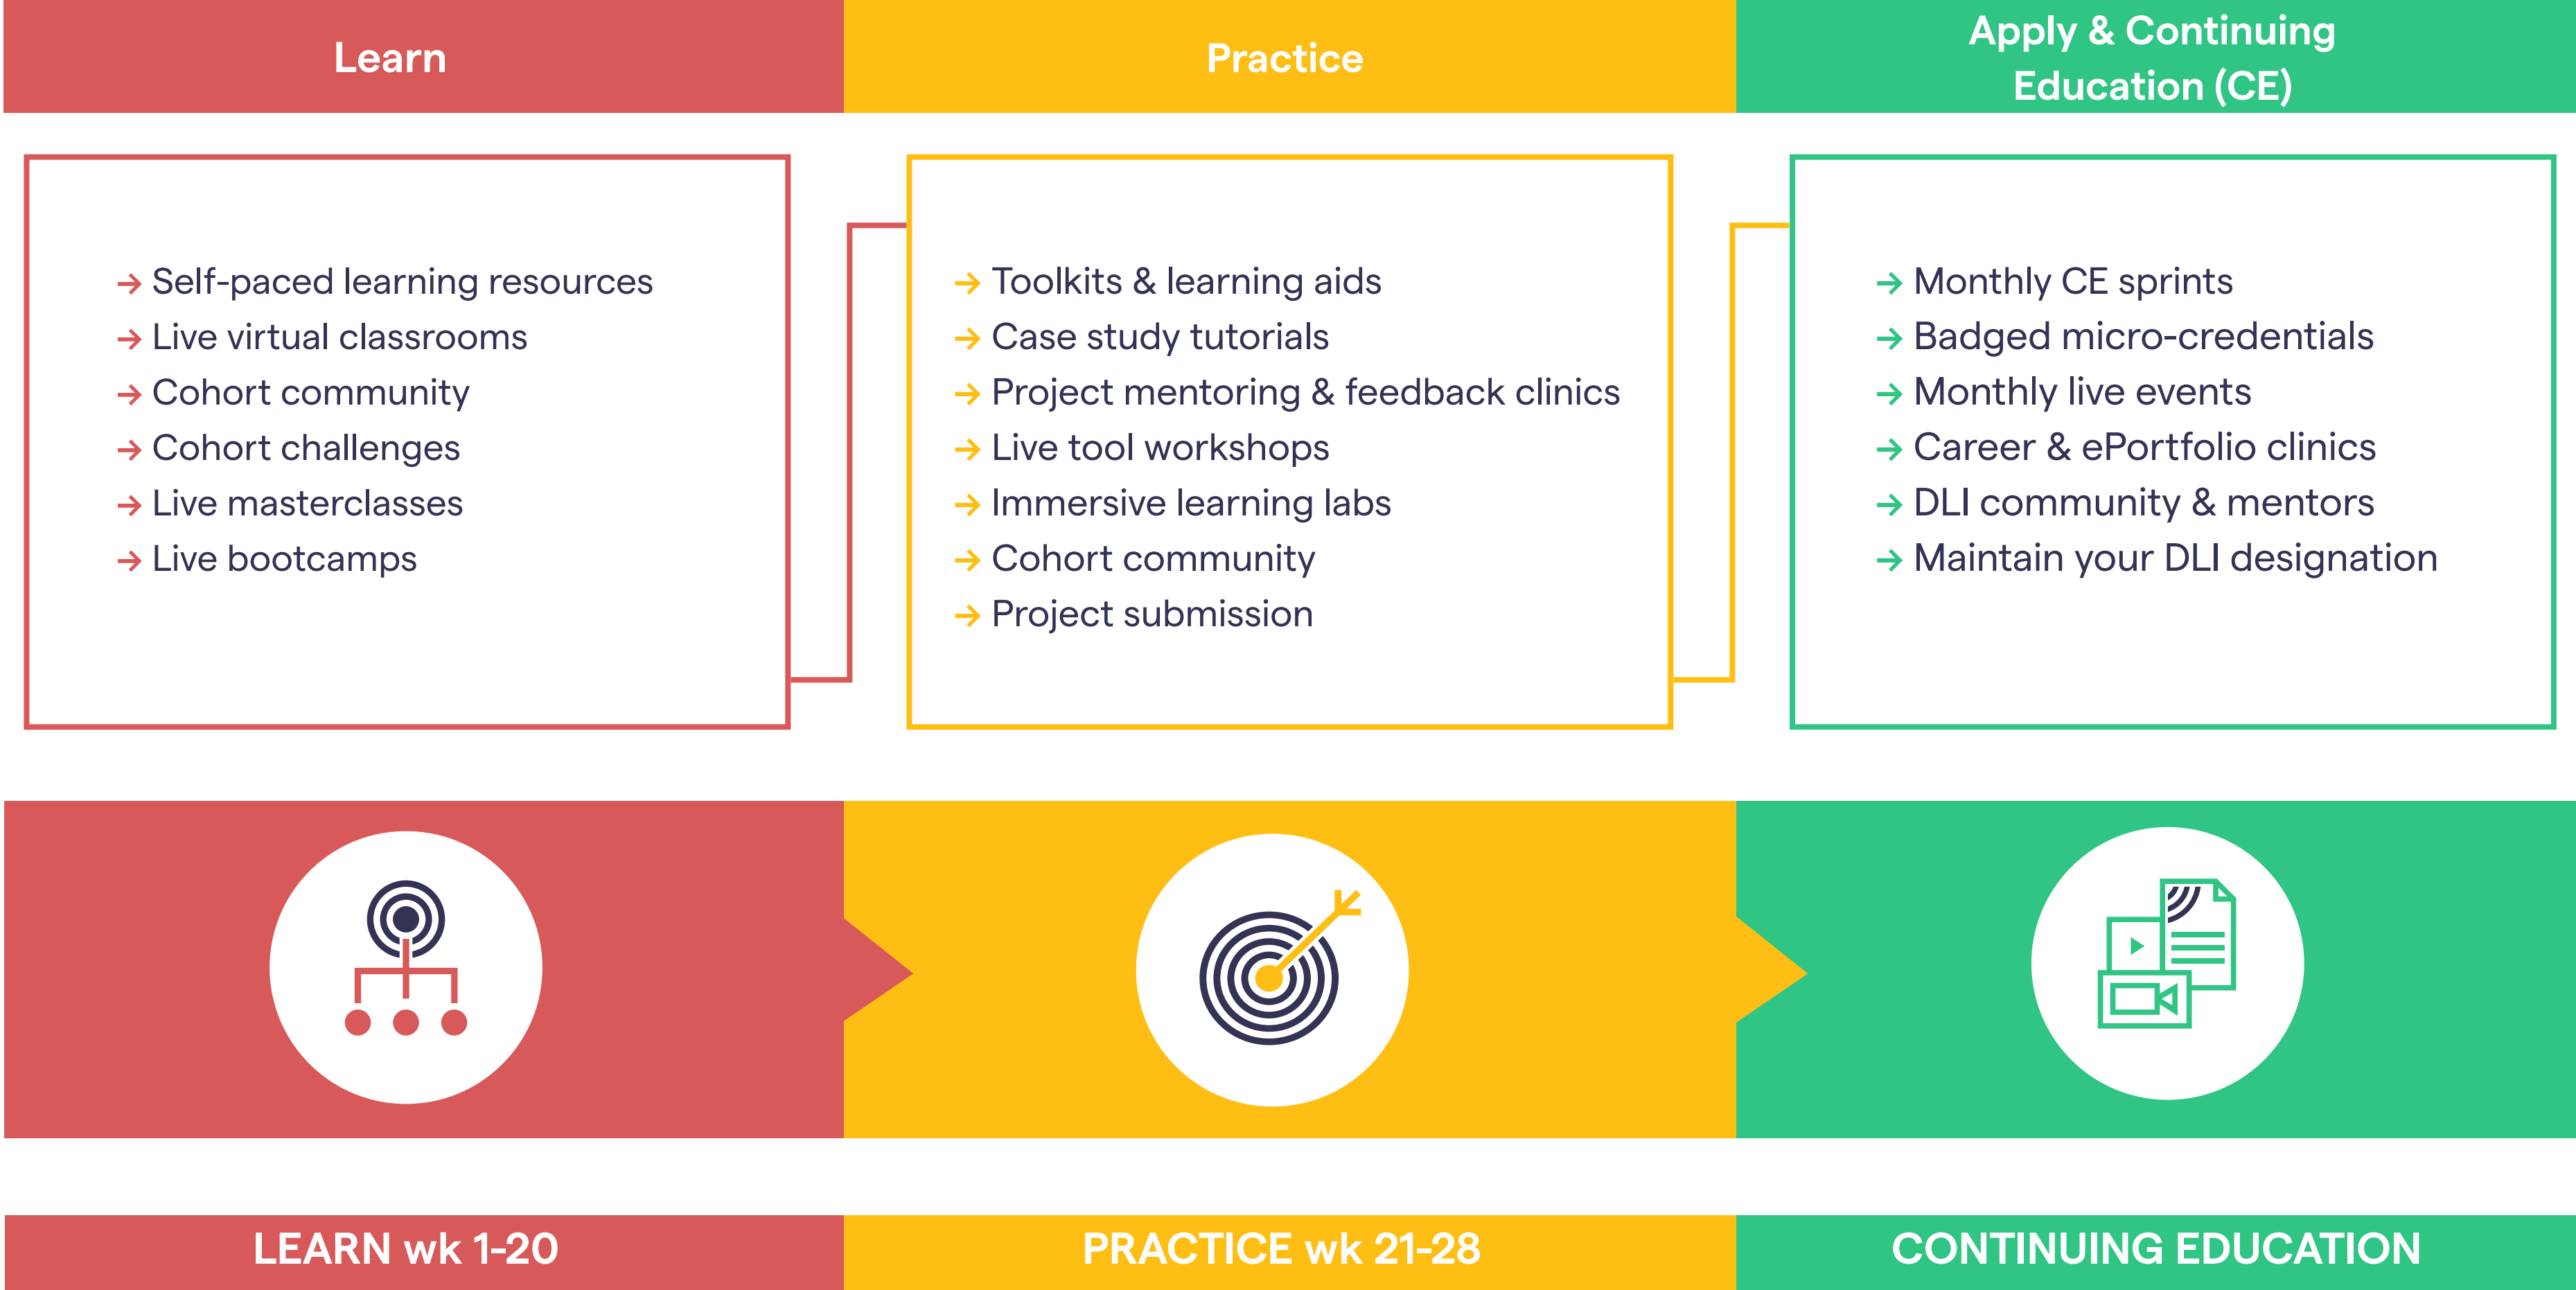 Learn
Practice
Apply & Continuing
Education (CE)
Self-paced learning resources
Live virtual classrooms
Cohort community
Cohort challenges
Live masterclasses
Live bootcamps
Toolkits & learning aids
Case study tutorials
Project mentoring & feedback clinics
Live tool workshops
Immersive learning labs
Cohort community
Project submission
Monthly CE sprints
Badged micro-credentials
Monthly live events
Career & ePortfolio clinics
DLI community & mentors
Maintain your DLI designation
LEARN wk 1-20
PRACTICE wk 21-28
CONTINUING EDUCATION